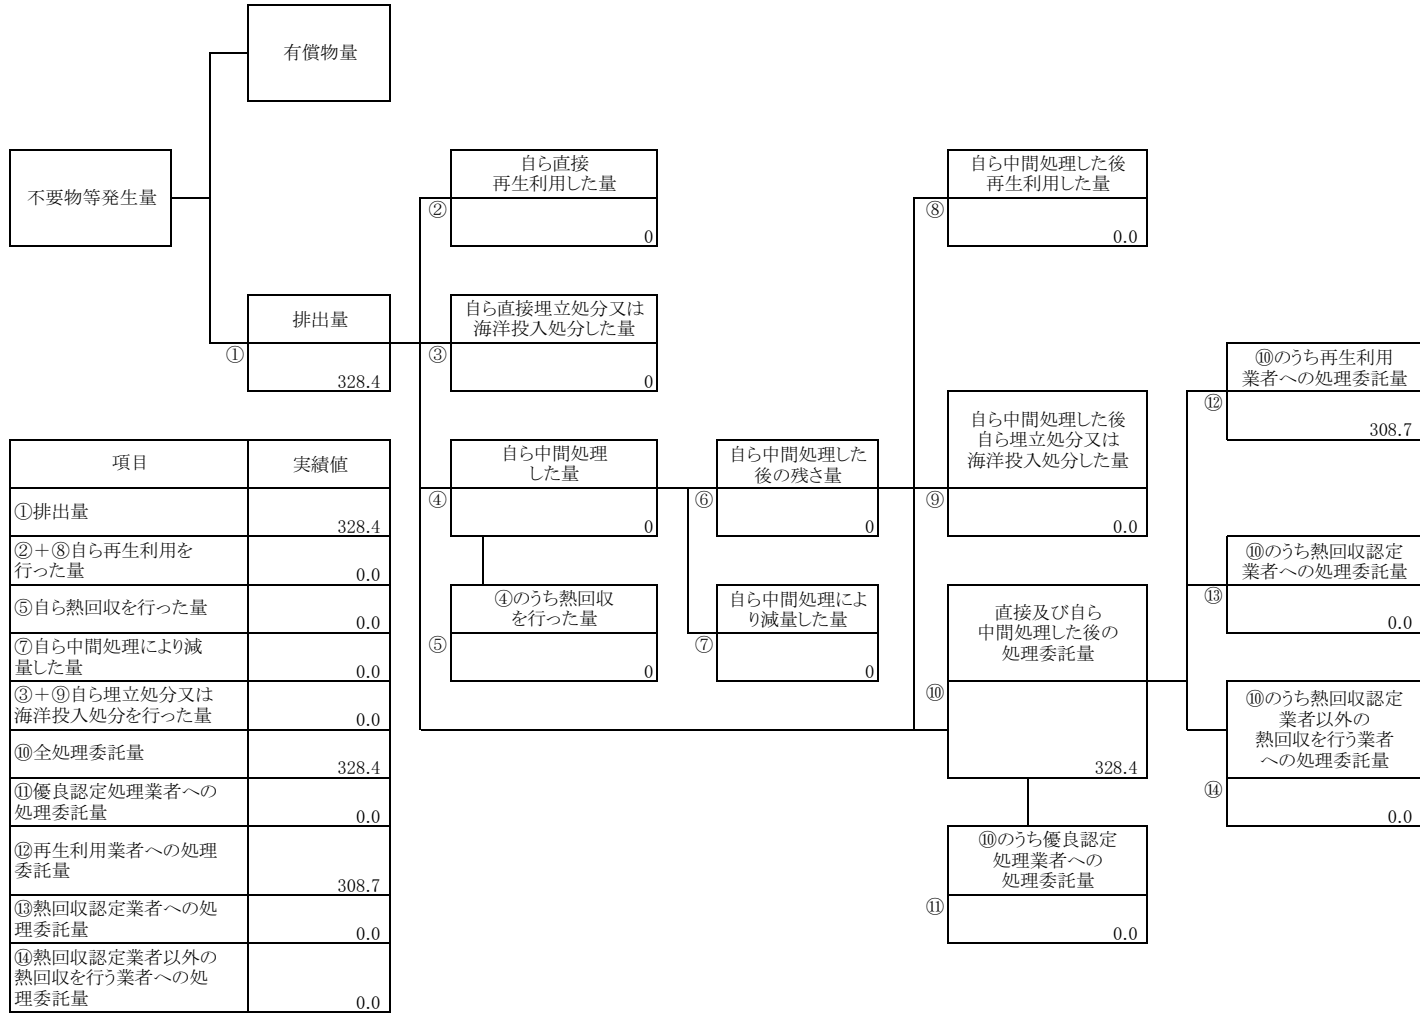 有償物量
不要物等発生量
自ら直接
再生利用した量
②
0
自ら中間処理した後
再生利用した量
⑧
0.0
排出量
①
328.4
自ら直接埋立処分又は
海洋投入処分した量
③
0
⑩のうち再生利用
業者への処理委託量
⑫
308.7
自ら中間処理した後
自ら埋立処分又は
海洋投入処分した量
⑨
0.0
自ら中間処理
した量
④
0
自ら中間処理した
後の残さ量
⑥
0
⑩のうち熱回収認定
業者への処理委託量
⑬
0.0
④のうち熱回収
を行った量
⑤
0
自ら中間処理によ
り減量した量
⑦
0
直接及び自ら
中間処理した後の
処理委託量
⑩
328.4
⑩のうち熱回収認定
業者以外の
熱回収を行う業者
への処理委託量
⑭
0.0
⑩のうち優良認定
処理業者への
処理委託量
⑪
0.0
項目
実績値
①排出量
328.4
②+⑧自ら再生利用を
行った量
0.0
⑤自ら熱回収を行った量
0.0
⑦自ら中間処理により減
量した量
0.0
③+⑨自ら埋立処分又は
海洋投入処分を行った量
0.0
⑩全処理委託量
328.4
⑪優良認定処理業者への
処理委託量
0.0
⑫再生利用業者への処理
委託量
308.7
⑬熱回収認定業者への処
理委託量
0.0
⑭熱回収認定業者以外の
熱回収を行う業者への処
理委託量
0.0